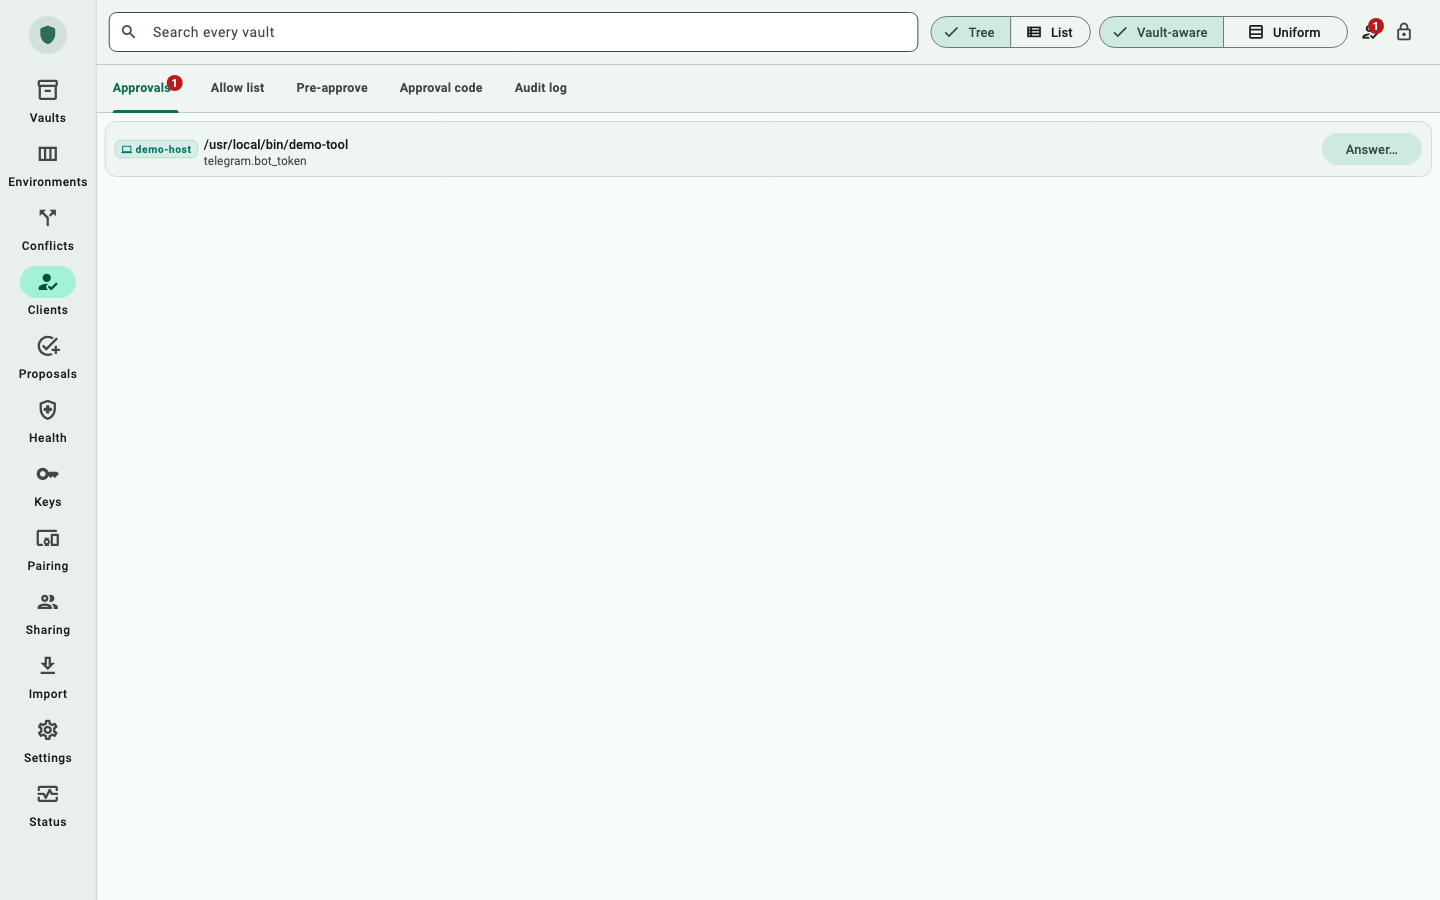 Search every vault
Tree
List
Vault-aware
Uniform
1
Approvals 1
Allow list
Pre-approve
Approval code
Audit log
demo-host
/usr/local/bin/demo-tool
telegram.bot_token
Answer...
Vaults
Environments
Conflicts
Clients
Proposals
Health
Keys
Pairing
Sharing
Import
Settings
Status